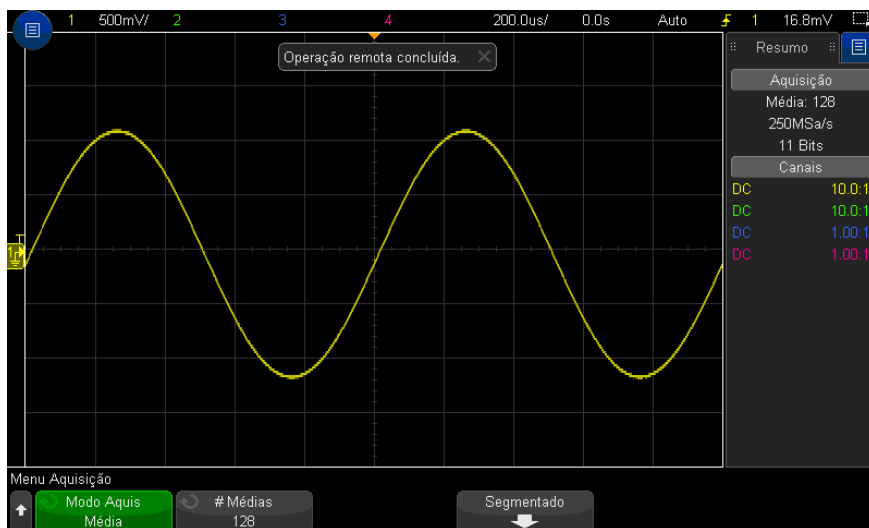 1 500mV/ 2 3 4 200.0us/ 0.0s Auto 1 16.8mV
Operação remota concluída.
Resumo
Aquisição
Média: 128
250MSa/s
11 Bits
Canais
DC 10.0:1
DC 10.0:1
DC 1.00:1
DC 1.00:1
T
1
Menu Aquisição
Modo Aquis
Média
# Médias
128
Segmentado